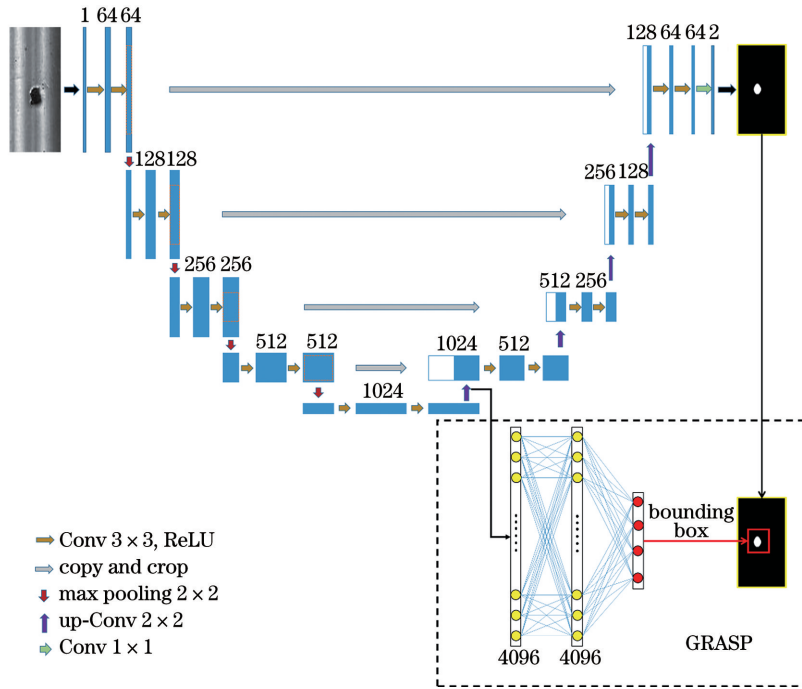 1 64 64
128 64 64 2
128 128
256 128
256 256
512 256
512 512
1024 512
1024
bounding
box
Conv 3 × 3, ReLU
copy and crop
max pooling 2 × 2
up-Conv 2 × 2
Conv 1 × 1
GRASP
4096 4096